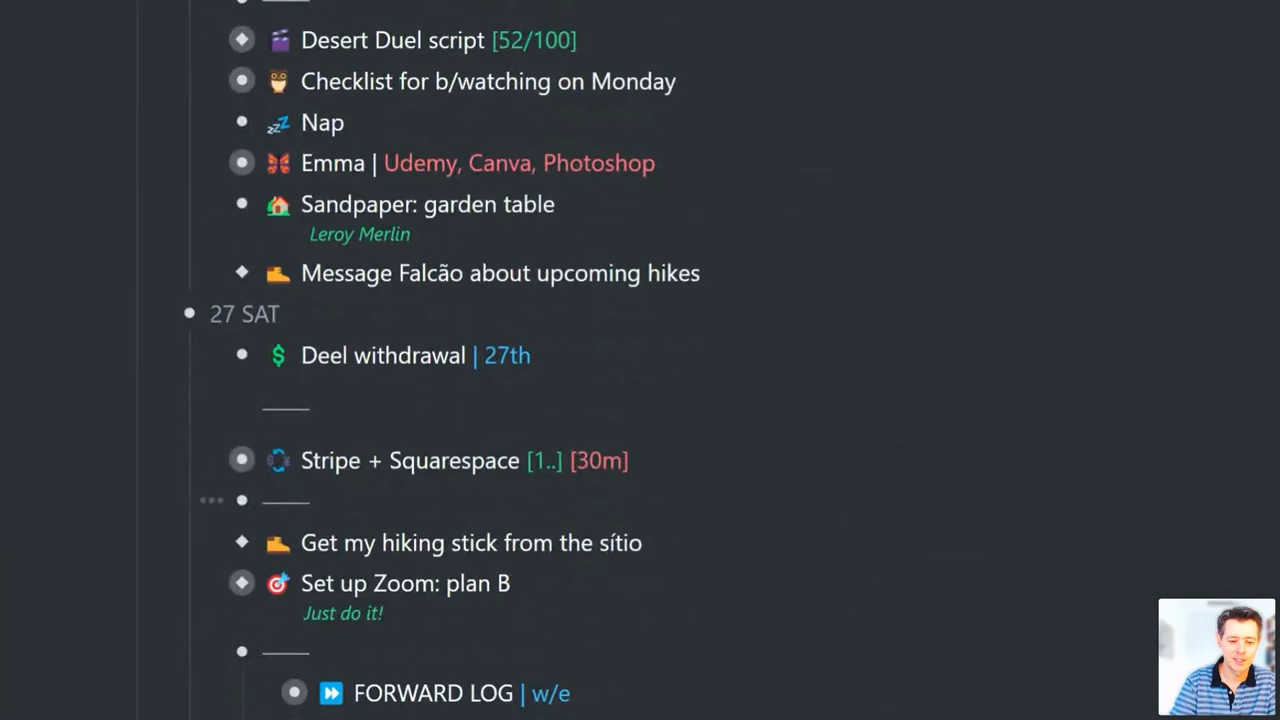 Desert Duel script [52/100]
Checklist for b/watching on Monday
Nap
Emma | Udemy, Canva, Photoshop
Sandpaper: garden table
Leroy Merlin
Message Falcão about upcoming hikes
27 SAT
Deel withdrawal | 27th
Stripe + Squarespace [1..] [30m]
Get my hiking stick from the sítio
Set up Zoom: plan B
Just do it!
FORWARD LOG | w/e